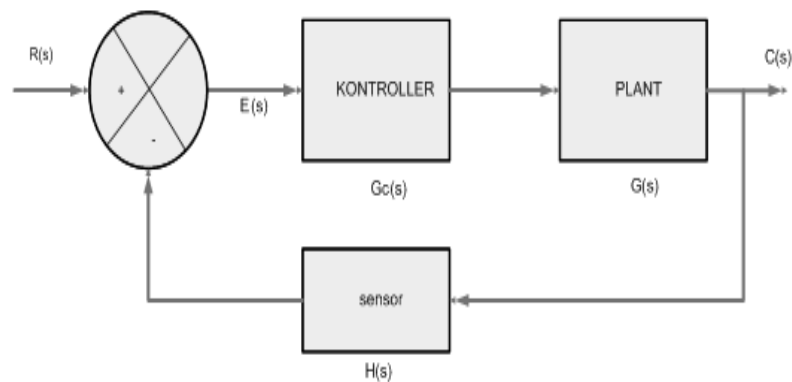 R(s)
+
-
E(s)
KONTROLLER
Gc(s)
PLANT
G(s)
C(s)
sensor
H(s)